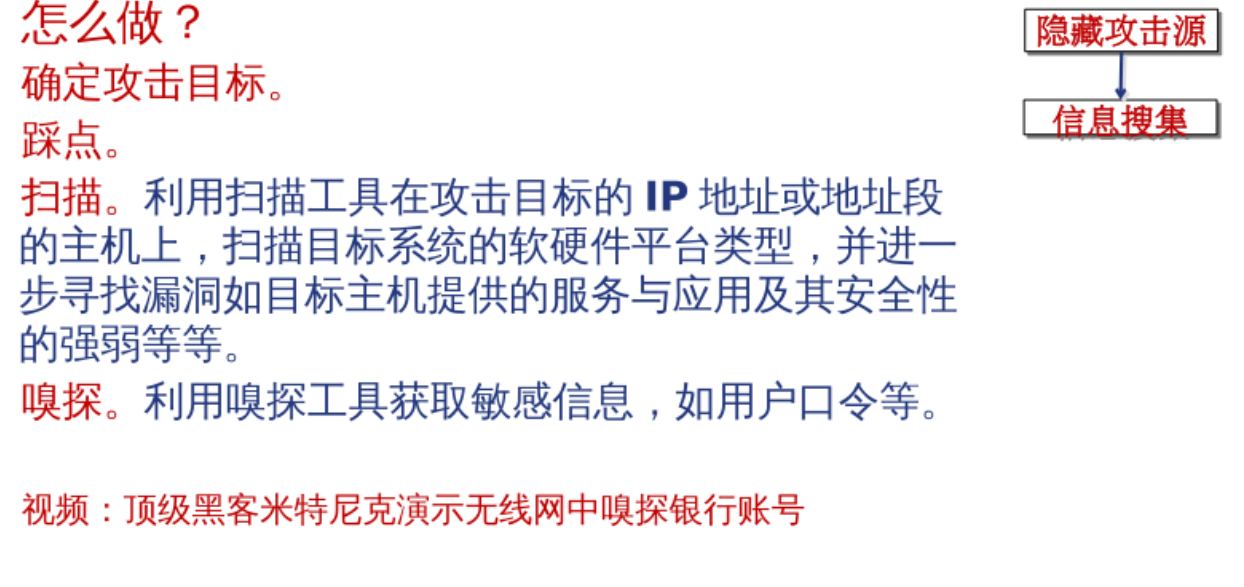 怎么做？
确定攻击目标。
踩点。
扫描。利用扫描工具在攻击目标的 IP 地址或地址段
的主机上，扫描目标系统的软硬件平台类型，并进一
步寻找漏洞如目标主机提供的服务与应用及其安全性
的强弱等等。
嗅探。利用嗅探工具获取敏感信息，如用户口令等。
视频：顶级黑客米特尼克演示无线网中嗅探银行账号
隐藏攻击源
信息搜集